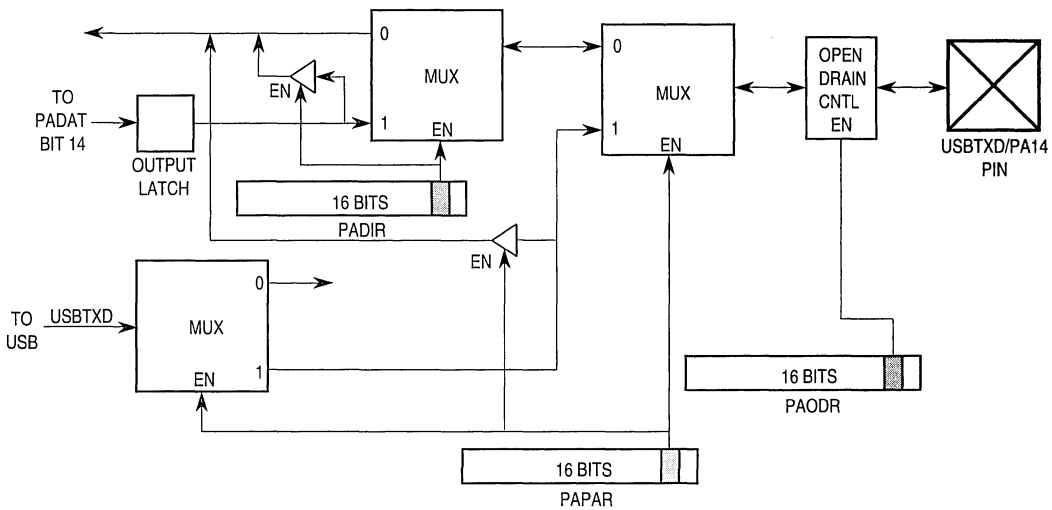 0
MUX
EN
1
EN
TO
PADAT
BIT 14
OUTPUT
LATCH
16 BITS
PADIR
0
MUX
1
EN
OPEN
DRAIN
CNTL
EN
USBTXD/PA14
PIN
EN
TO
USB
USBTXD
0
MUX
EN
1
16 BITS
PAODR
16 BITS
PAPAR